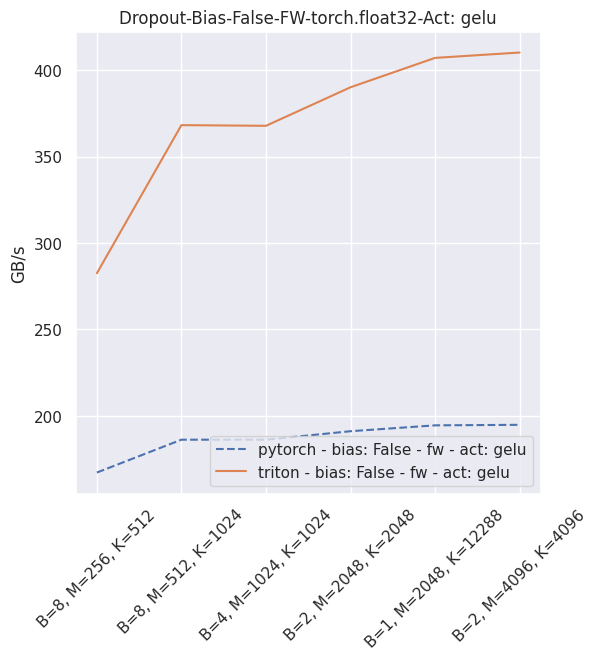 Dropout-Bias-False-FW-torch.float32-Act: gelu
GB/s
400
350
300
250
200
pytorch - bias: False - fw - act: gelu
triton - bias: False - fw - act: gelu
B=8, M=256, K=512
B=8, M=512, K=1024
B=4, M=1024, K=1024
B=2, M=2048, K=2048
B=1, M=2048, K=12288
B=2, M=4096, K=4096